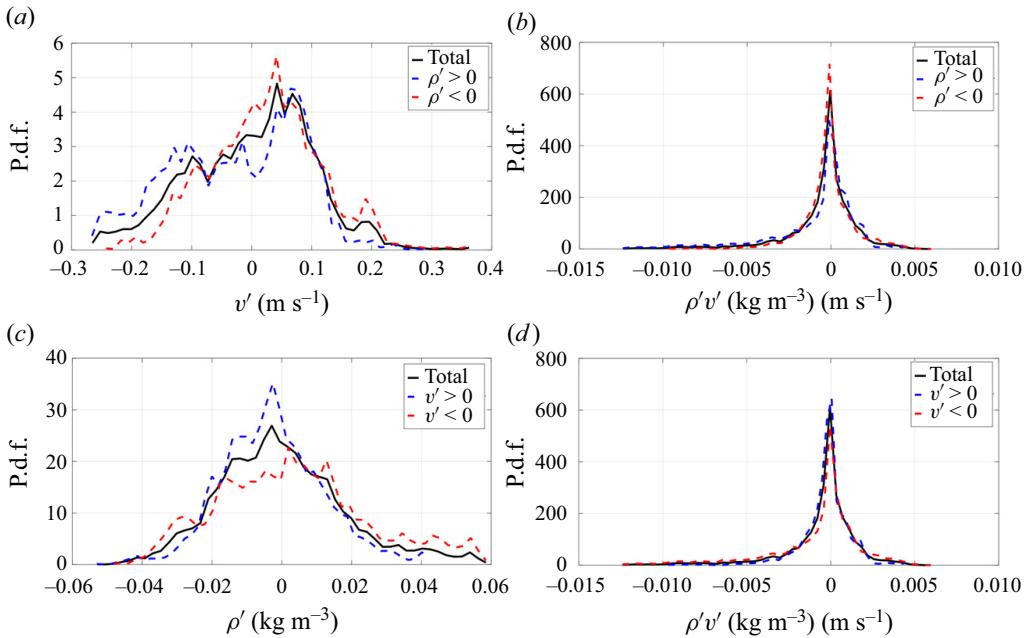 (a)
6
5
4
3
2
1
0
P.d.f.
Total
ρ′ > 0
ρ′ < 0
–0.3 –0.2 –0.1 0 0.1 0.2 0.3 0.4
v′ (m s⁻¹)
(b)
800
600
400
200
0
P.d.f.
Total
ρ′ > 0
ρ′ < 0
–0.015 –0.010 –0.005 0 0.005 0.010
ρ′v′ (kg m⁻³) (m s⁻¹)
(c)
40
30
20
10
0
P.d.f.
Total
v′ > 0
v′ < 0
–0.06 –0.04 –0.02 0 0.02 0.04 0.06
ρ′ (kg m⁻³)
(d)
800
600
400
200
0
P.d.f.
Total
v′ > 0
v′ < 0
–0.015 –0.010 –0.005 0 0.005 0.010
ρ′v′ (kg m⁻³) (m s⁻¹)